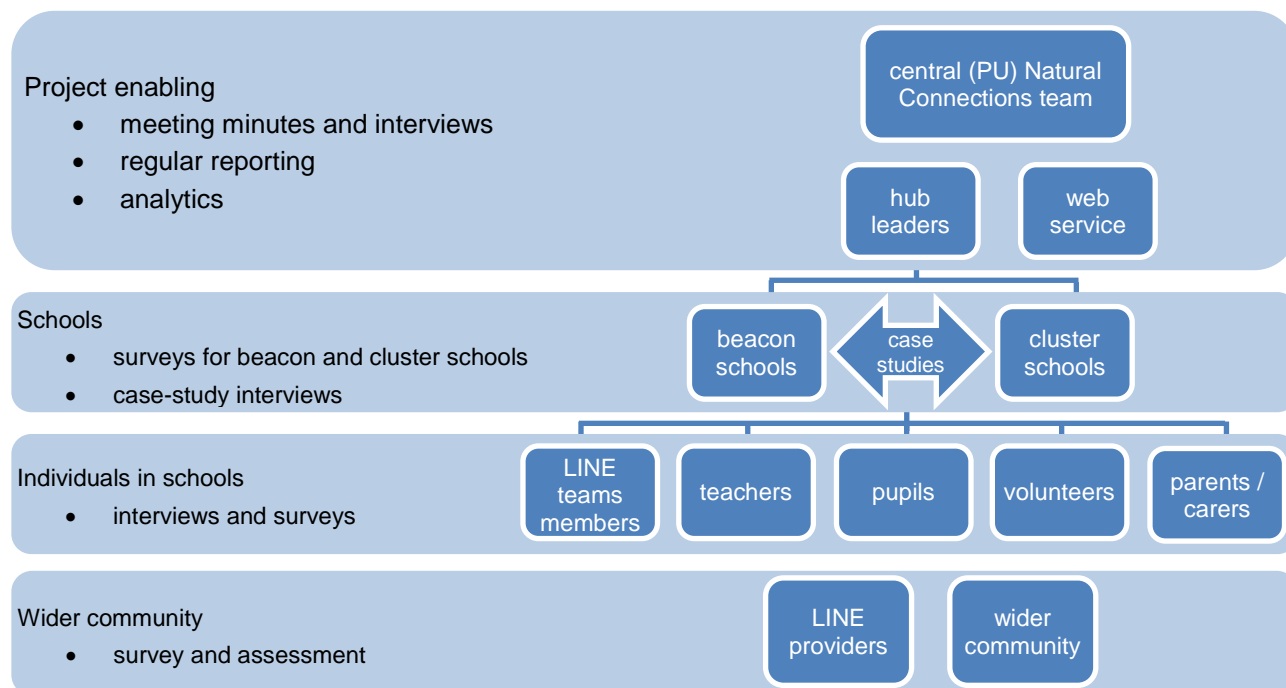 Project enabling
• meeting minutes and interviews
• regular reporting
• analytics
central (PU) Natural
Connections team
hub
leaders
web
service
Schools
• surveys for beacon and cluster schools
• case-study interviews
beacon
schools
case
studies
cluster
schools
Individuals in schools
• interviews and surveys
LINE
teams
members
teachers
pupils
volunteers
parents /
carers
Wider community
• survey and assessment
LINE
providers
wider
community